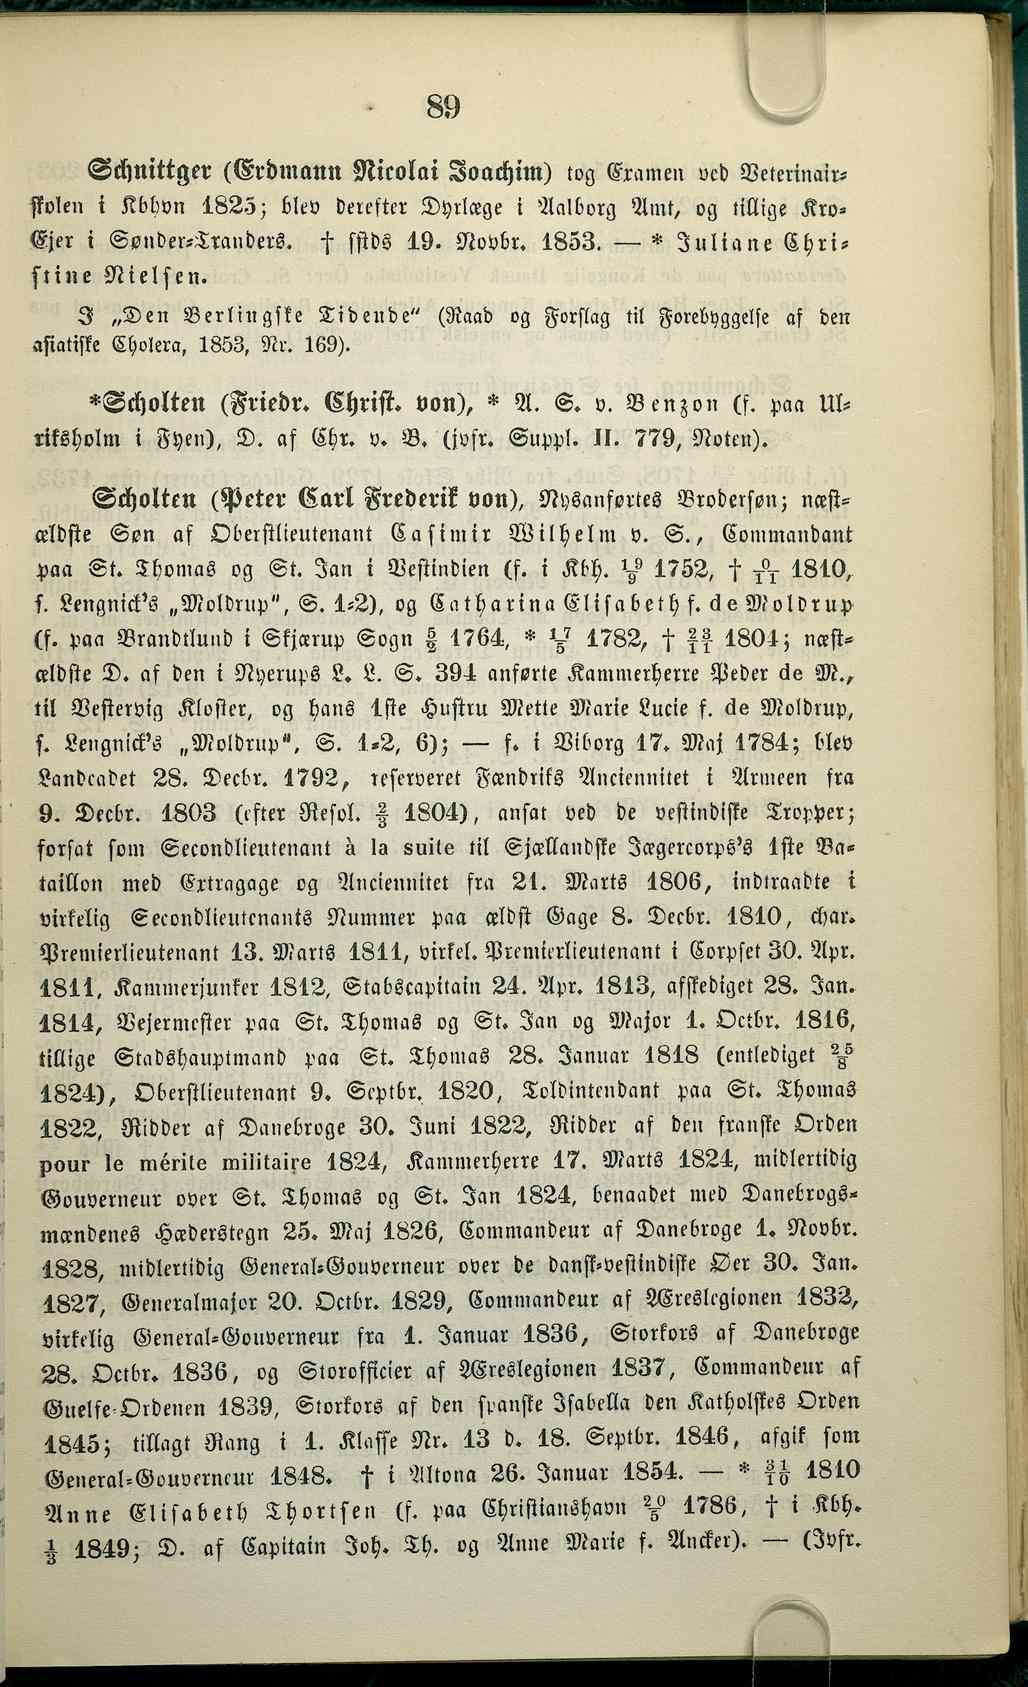 89
Schnittger (Erdmann Nicolai Joachim) tog Examen ved Veterinair-
skolen i Kbhvn 1825; blev derefter Dyrlæge i Aalborg Amt, og tillige Kro-
Ejer i Sønder-Tranders. † sstds 19. Novbr. 1853. — * Juliane Chri-
stine Nielsen.
I „Den Berlingske Tidende“ (Raad og Forslag til Forebyggelse af den
asiatiske Cholera, 1853, Nr. 169).
*Scholten (Friedr. Christ. von), * A. S. v. Benzon (f. paa Ul-
riksholm i Fyen), D. af Chr. v. B. (jvfr. Suppl. II. 779, Noten).
Scholten (Peter Carl Frederik von), Nysanførtes Brodersøn; næst-
ældste Søn af Oberstlieutenant Casimir Wilhelm v. S., Commandant
paa St. Thomas og St. Jan i Vestindien (f. i Kbh. 19/9 1752, † 0/11 1810,
s. Lengnick's „Moldrup“, S. 1-2), og Catharina Elisabeth f. de Moldrup
(f. paa Brandtlund i Skjærup Sogn 5/2 1764, * 17/5 1782, † 23/11 1804; næst-
ældste D. af den i Nyerups L. L. S. 394 anførte Kammerherre Peder de M.,
til Vestervig Kloster, og hans 1ste Hustru Mette Marie Lucie f. de Moldrup,
s. Lengnick's „Moldrup“, S. 1-2, 6); — f. i Viborg 17. Maj 1784; blev
Landcadet 28. Decbr. 1792, reserveret Fændriks Anciennitet i Armeen fra
9. Decbr. 1803 (efter Resol. 2/3 1804), ansat ved de vestindiske Tropper;
forsat som Secondlieutenant à la suite til Sjællandske Jægercorps's 1ste Ba-
taillon med Extragage og Anciennitet fra 21. Marts 1806, indtraadte i
virkelig Secondlieutenants Nummer paa ældst Gage 8. Decbr. 1810, char.
Premierlieutenant 13. Marts 1811, virkel. Premierlieutenant i Corpset 30. Apr.
1811, Kammerjunker 1812, Stabscapitain 24. Apr. 1813, afskediget 28. Jan.
1814, Vejermester paa St. Thomas og St. Jan og Major 1. Octbr. 1816,
tillige Stadshauptmand paa St. Thomas 28. Januar 1818 (entlediget 25/8
1824), Oberstlieutenant 9. Septbr. 1820, Toldintendant paa St. Thomas
1822, Ridder af Danebroge 30. Juni 1822, Ridder af den franske Orden
pour le mérite militaire 1824, Kammerherre 17. Marts 1824, midlertidig
Gouverneur over St. Thomas og St. Jan 1824, benaadet med Danebrogs-
mændenes Hæderstegn 25. Maj 1826, Commandeur af Danebroge 1. Novbr.
1828, midlertidig General-Gouverneur over de dansk-vestindiske Øer 30. Jan.
1827, Generalmajor 20. Octbr. 1829, Commandeur af Æreslegionen 1832,
virkelig General-Gouverneur fra 1. Januar 1836, Storkors af Danebroge
28. Octbr. 1836, og Storofficier af Æreslegionen 1837, Commandeur af
Guelfe-Ordenen 1839, Storkors af den spanske Isabella den Katholskes Orden
1845; tillagt Rang i 1. Klasse Nr. 13 d. 18. Septbr. 1846, afgik som
General-Gouverneur 1848. † i Altona 26. Januar 1854. — * 31/10 1810
Anne Elisabeth Thortsen (f. paa Christianshavn 20/5 1786, † i Kbh.
1/3 1849; D. af Capitain Joh. Th. og Anne Marie f. Ancker). — (Jvfr.